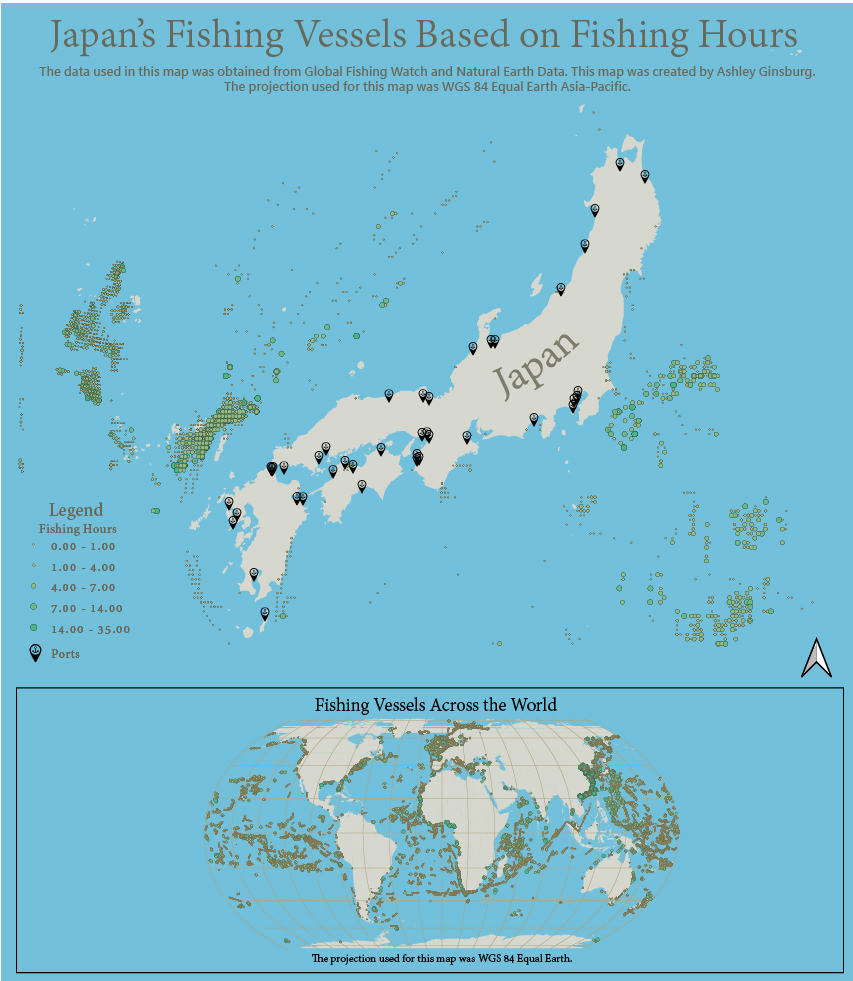 Japan's Fishing Vessels Based on Fishing Hours
The data used in this map was obtained from Global Fishing Watch and Natural Earth Data. This map was created by Ashley Ginsburg.
The projection used for this map was WGS 84 Equal Earth Asia-Pacific.
Japan
Legend
Fishing Hours
0.00 - 1.00
1.00 - 4.00
4.00 - 7.00
7.00 - 14.00
14.00 - 35.00
Ports
Fishing Vessels Across the World
The projection used for this map was WGS 84 Equal Earth.